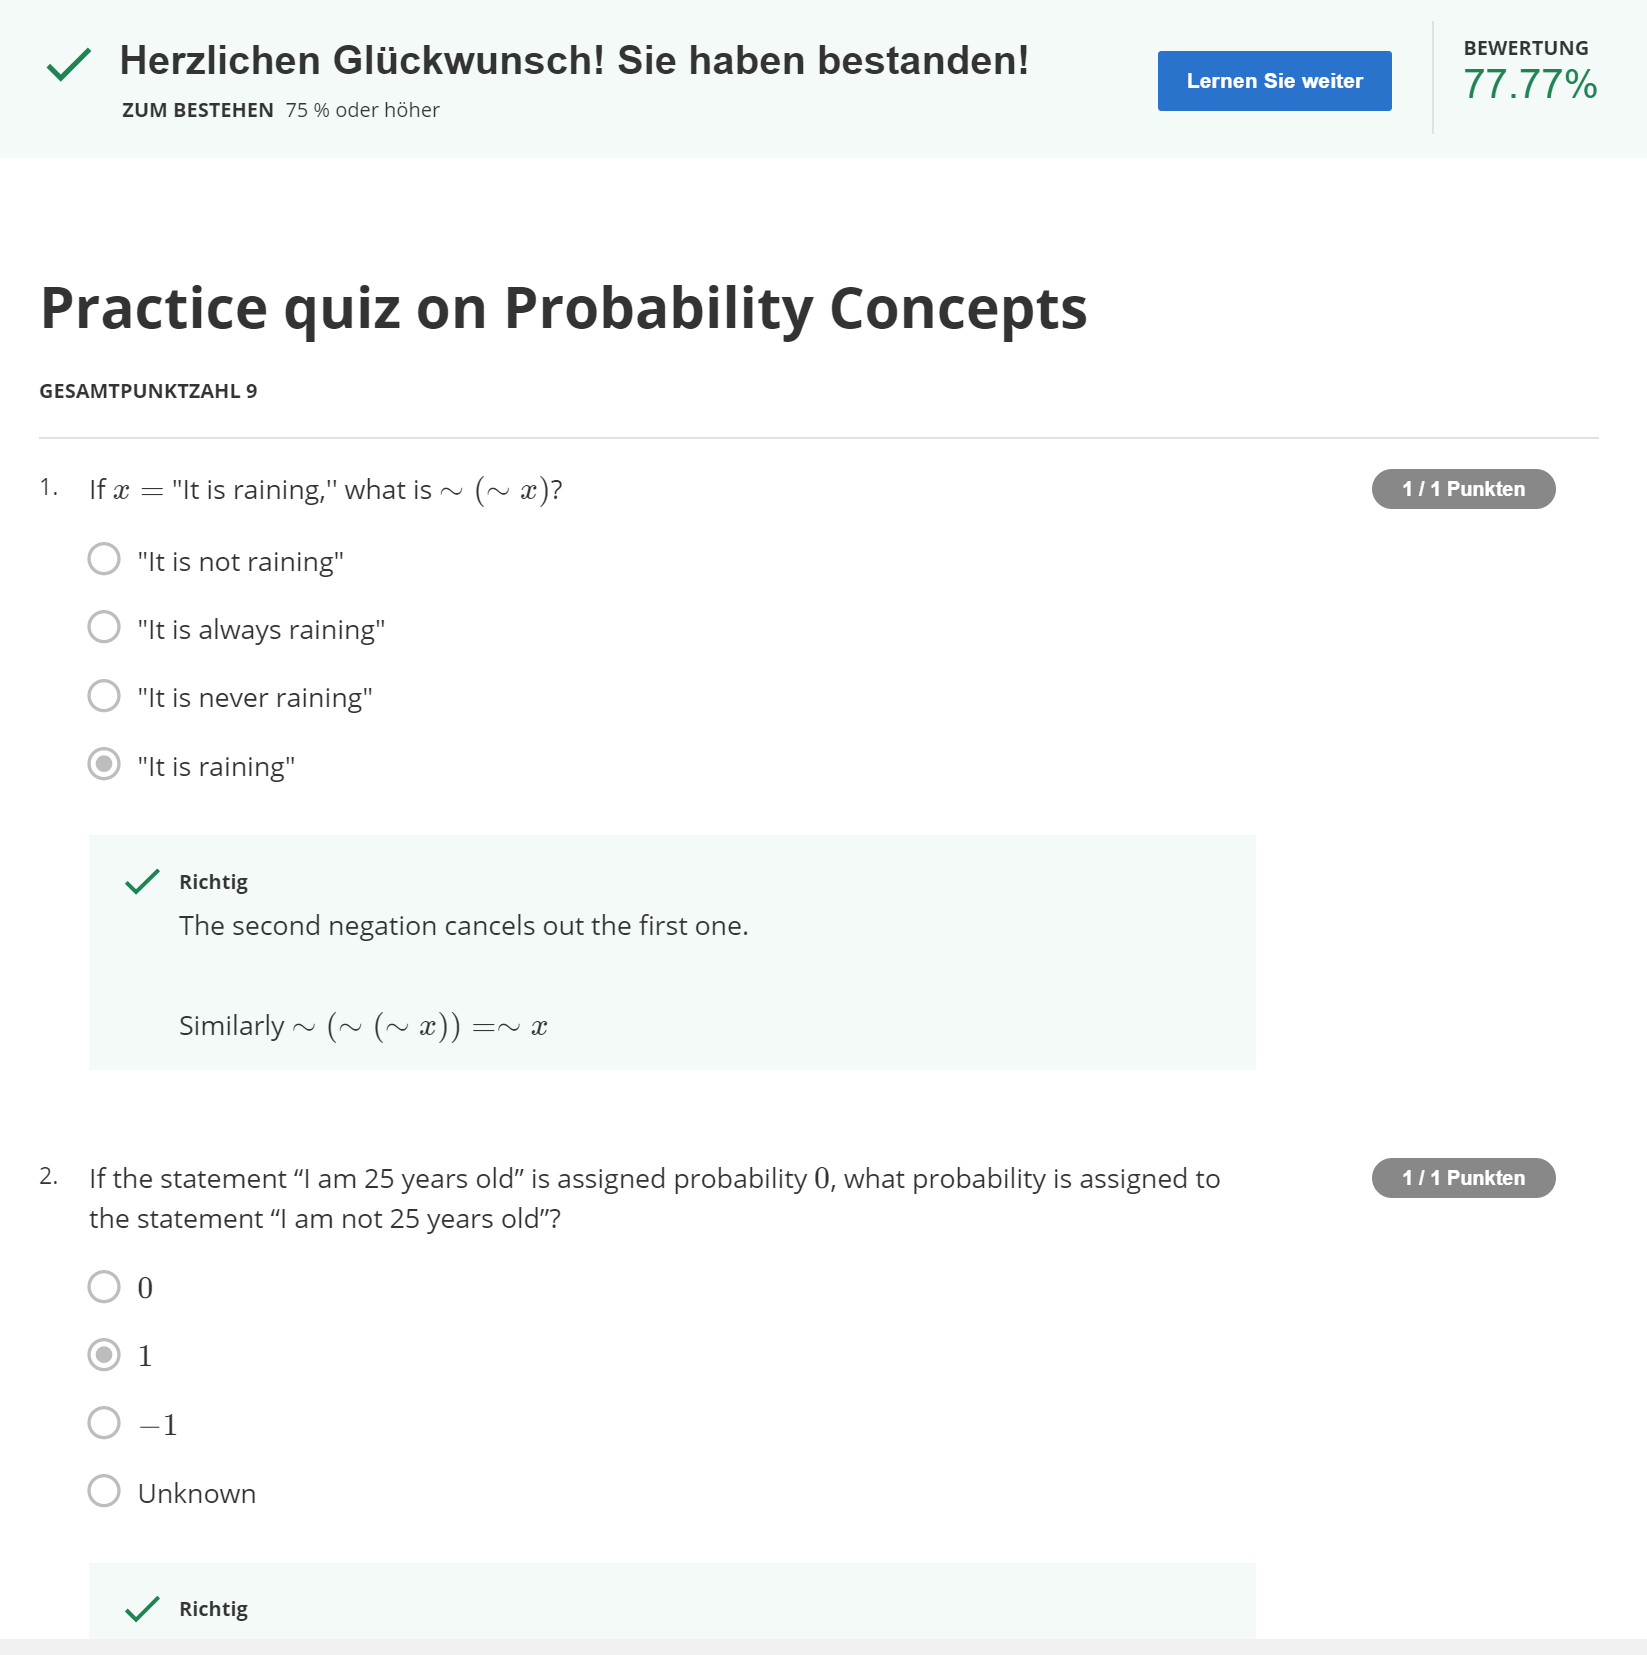 Herzlichen Glückwunsch! Sie haben bestanden!
ZUM BESTEHEN 75 % oder höher
Lernen Sie weiter
BEWERTUNG
77.77%
Practice quiz on Probability Concepts
GESAMTPUNKTZAHL 9
1. If x = "It is raining,'' what is ∼ (∼ x)?
1 / 1 Punkten
"It is not raining"
"It is always raining"
"It is never raining"
"It is raining"
Richtig
The second negation cancels out the first one.
Similarly ∼ (∼ (∼ x)) =∼ x
2. If the statement “I am 25 years old” is assigned probability 0, what probability is assigned to
the statement “I am not 25 years old”?
1 / 1 Punkten
0
1
−1
Unknown
Richtig